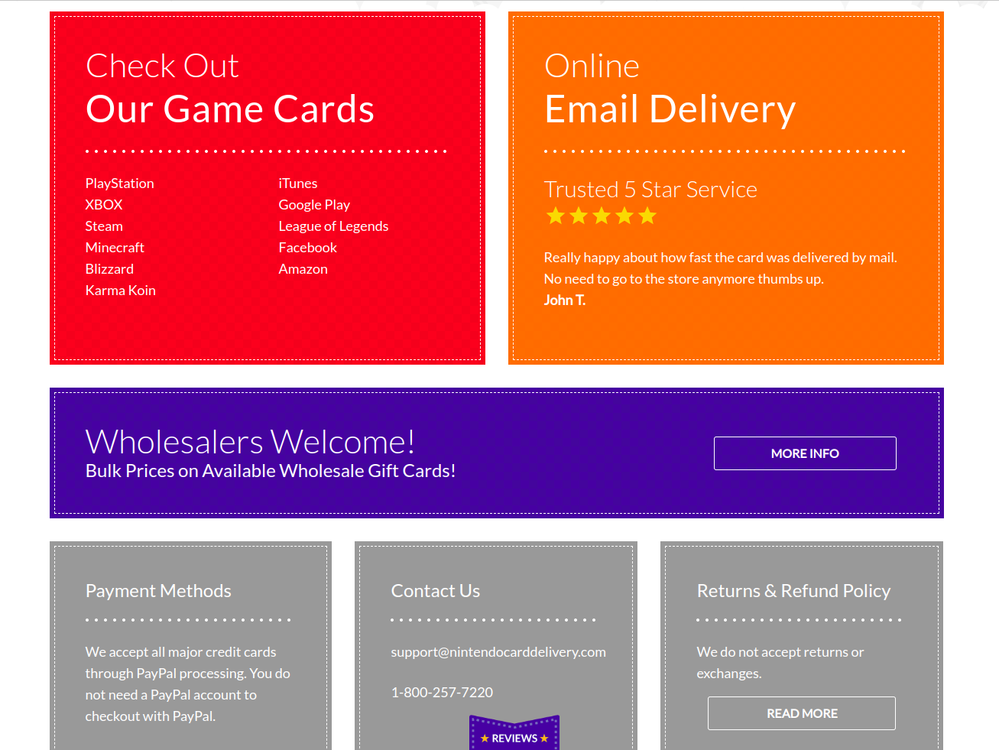 Check Out
Our Game Cards
PlayStation
XBOX
Steam
Minecraft
Blizzard
Karma Koin
iTunes
Google Play
League of Legends
Facebook
Amazon
Online
Email Delivery
Trusted 5 Star Service
Really happy about how fast the card was delivered by mail.
No need to go to the store anymore thumbs up.
John T.
Wholesalers Welcome!
Bulk Prices on Available Wholesale Gift Cards!
MORE INFO
Payment Methods
We accept all major credit cards
through PayPal processing. You do
not need a PayPal account to
checkout with PayPal.
Contact Us
support@nintendocarddelivery.com
1-800-257-7220
REVIEWS
Returns & Refund Policy
We do not accept returns or
exchanges.
READ MORE